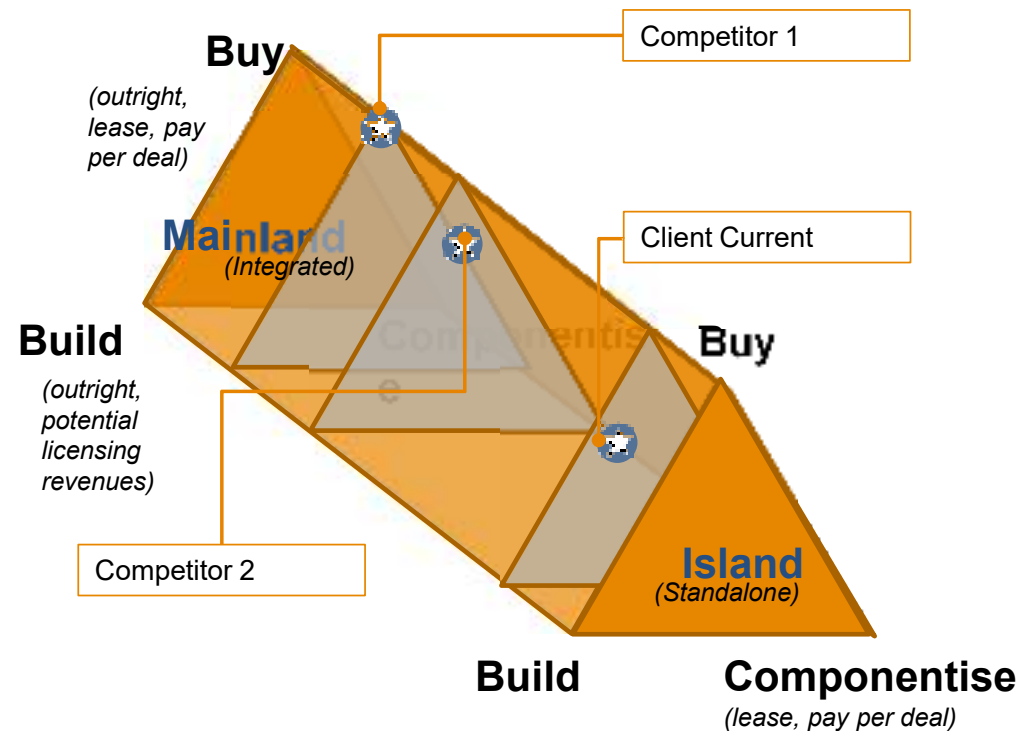 Competitor 1
Buy
(outright,
lease, pay
per deal)
Mainland
(Integrated)
Client Current
Build
Componentis
e
Buy
(outright,
potential
licensing
revenues)
Competitor 2
Island
(Standalone)
Build
Componentise
(lease, pay per deal)